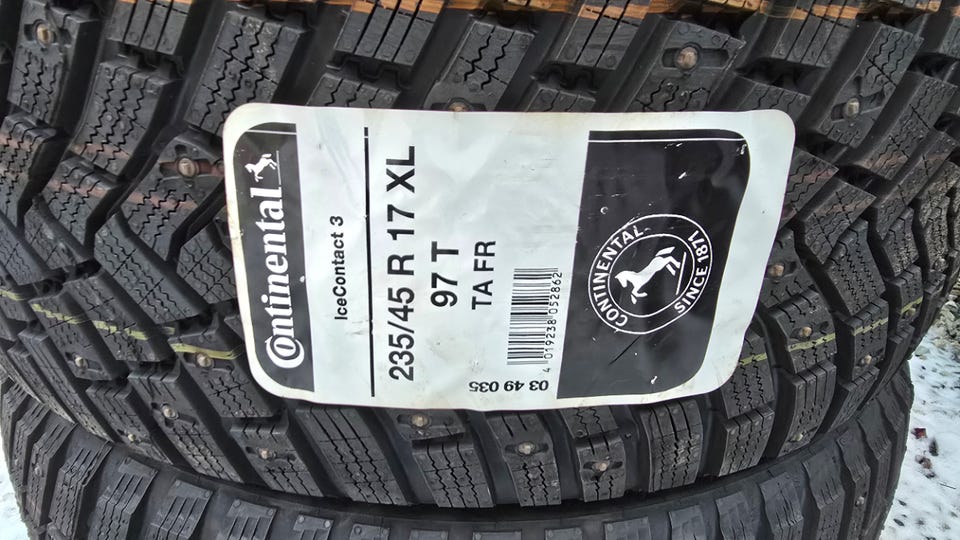 Continental
IceContact 3
235/45 R 17 XL
97 T
TA FR
4 019238 052862
03 49 035
CONTINENTAL
SINCE 1871